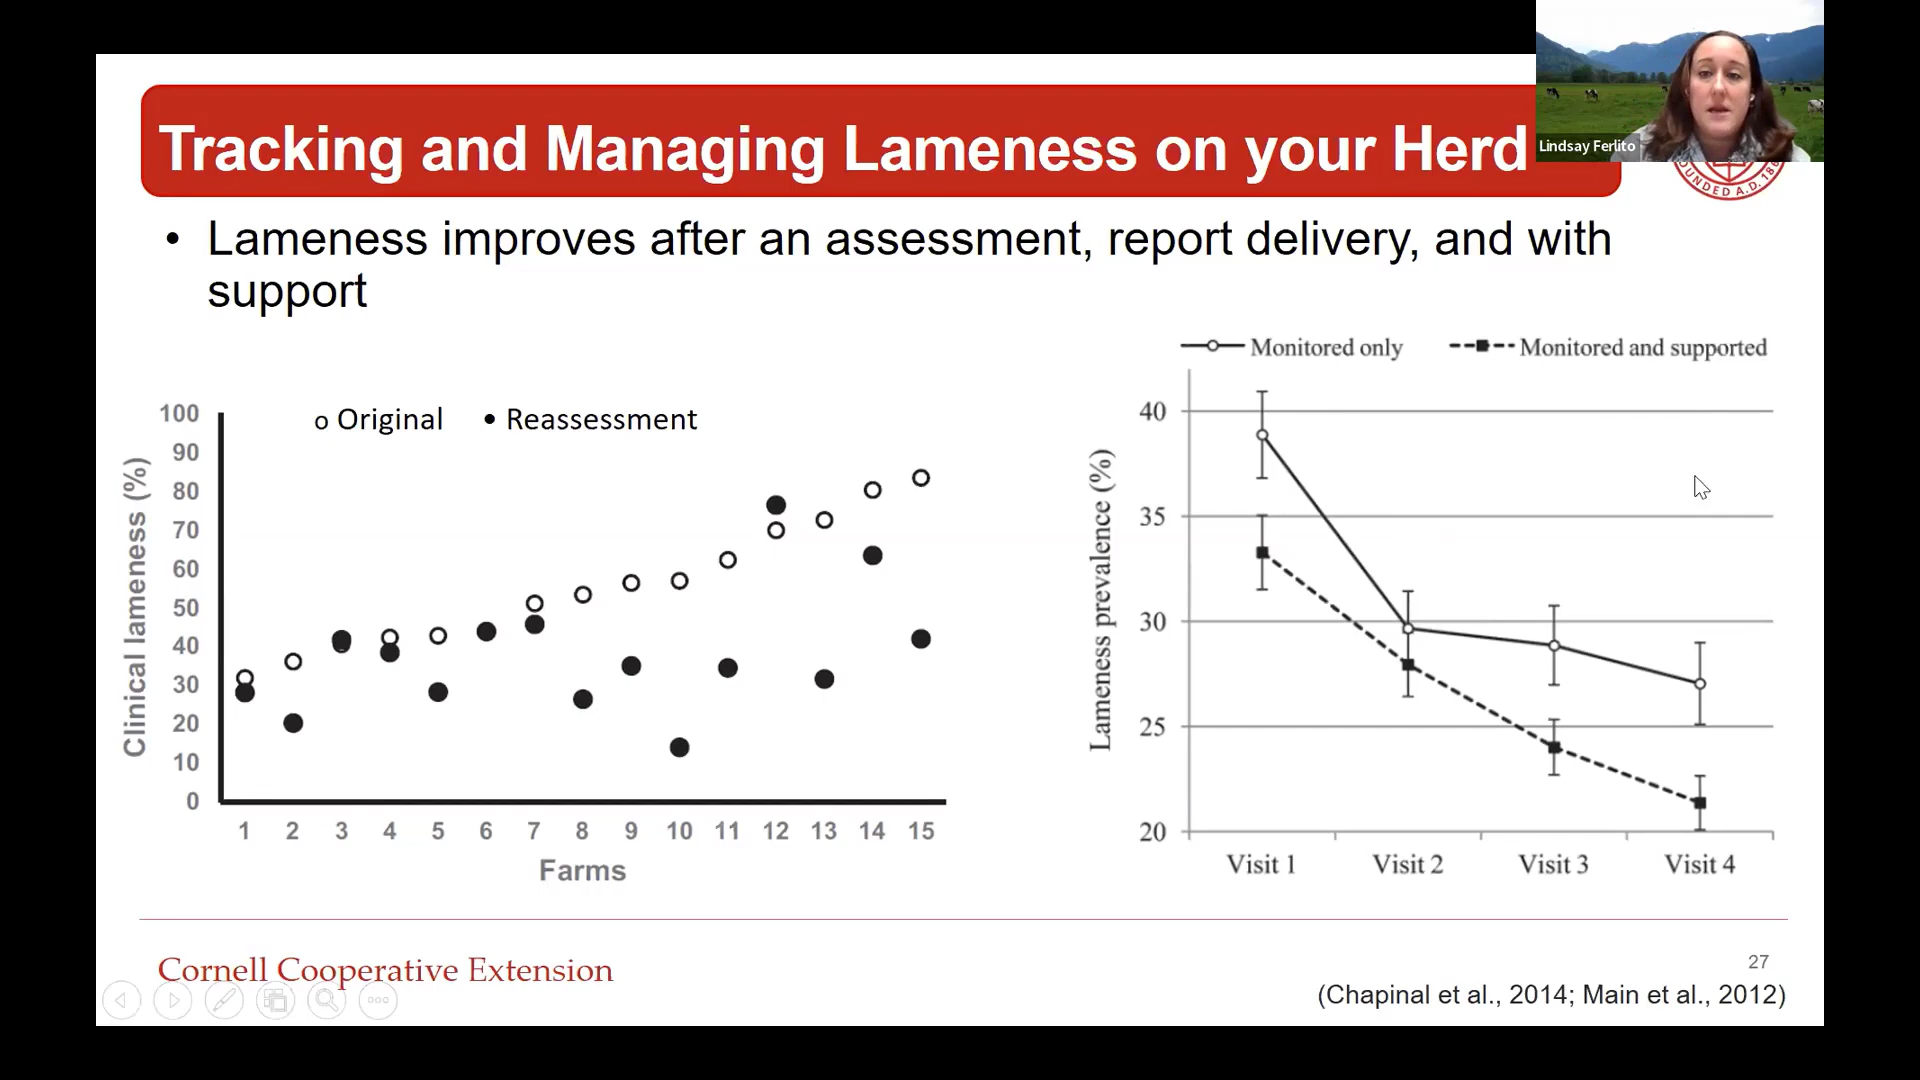 Tracking and Managing Lameness on your Herd
Lindsay Ferlito
OUNDED A.D. 186
• Lameness improves after an assessment, report delivery, and with
support
o Original • Reassessment
Clinical lameness (%)
100
90
80
70
60
50
40
30
20
10
0
1 2 3 4 5 6 7 8 9 10 11 12 13 14 15
Farms
Monitored only Monitored and supported
Lameness prevalence (%)
40
35
30
25
20
Visit 1 Visit 2 Visit 3 Visit 4
Cornell Cooperative Extension
27
(Chapinal et al., 2014; Main et al., 2012)